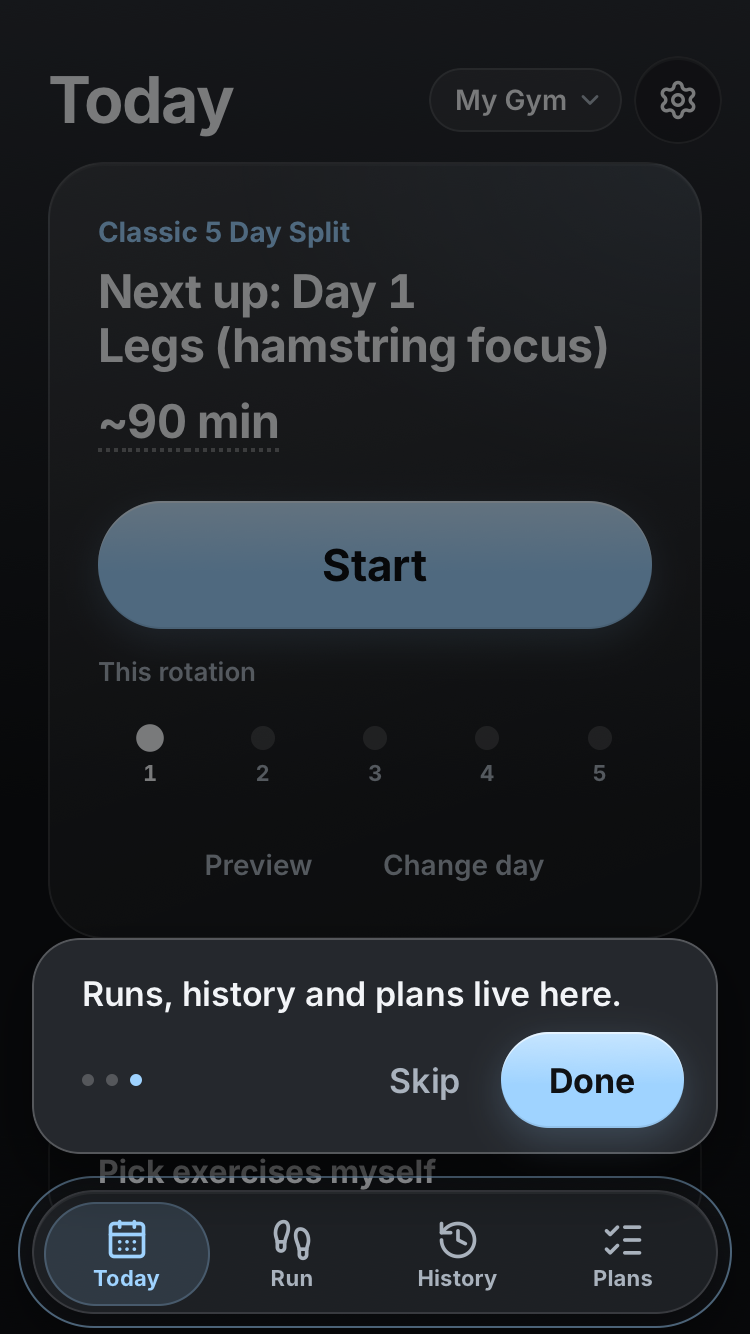 Today
My Gym
Classic 5 Day Split
Next up: Day 1
Legs (hamstring focus)
~90 min
Start
This rotation
1 2 3 4 5
Preview Change day
Runs, history and plans live here.
Skip Done
Pick exercises myself
Today Run History Plans